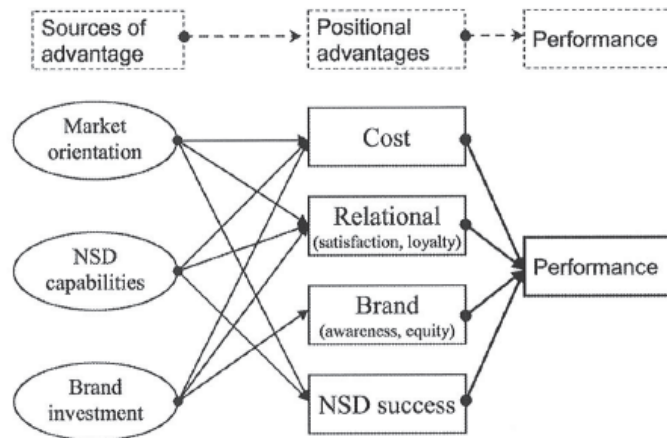 Sources of
advantage
Positional
advantages
Performance
Market
orientation
NSD
capabilities
Brand
investment
Cost
Relational
(satisfaction, loyalty)
Brand
(awareness, equity)
NSD success
Performance